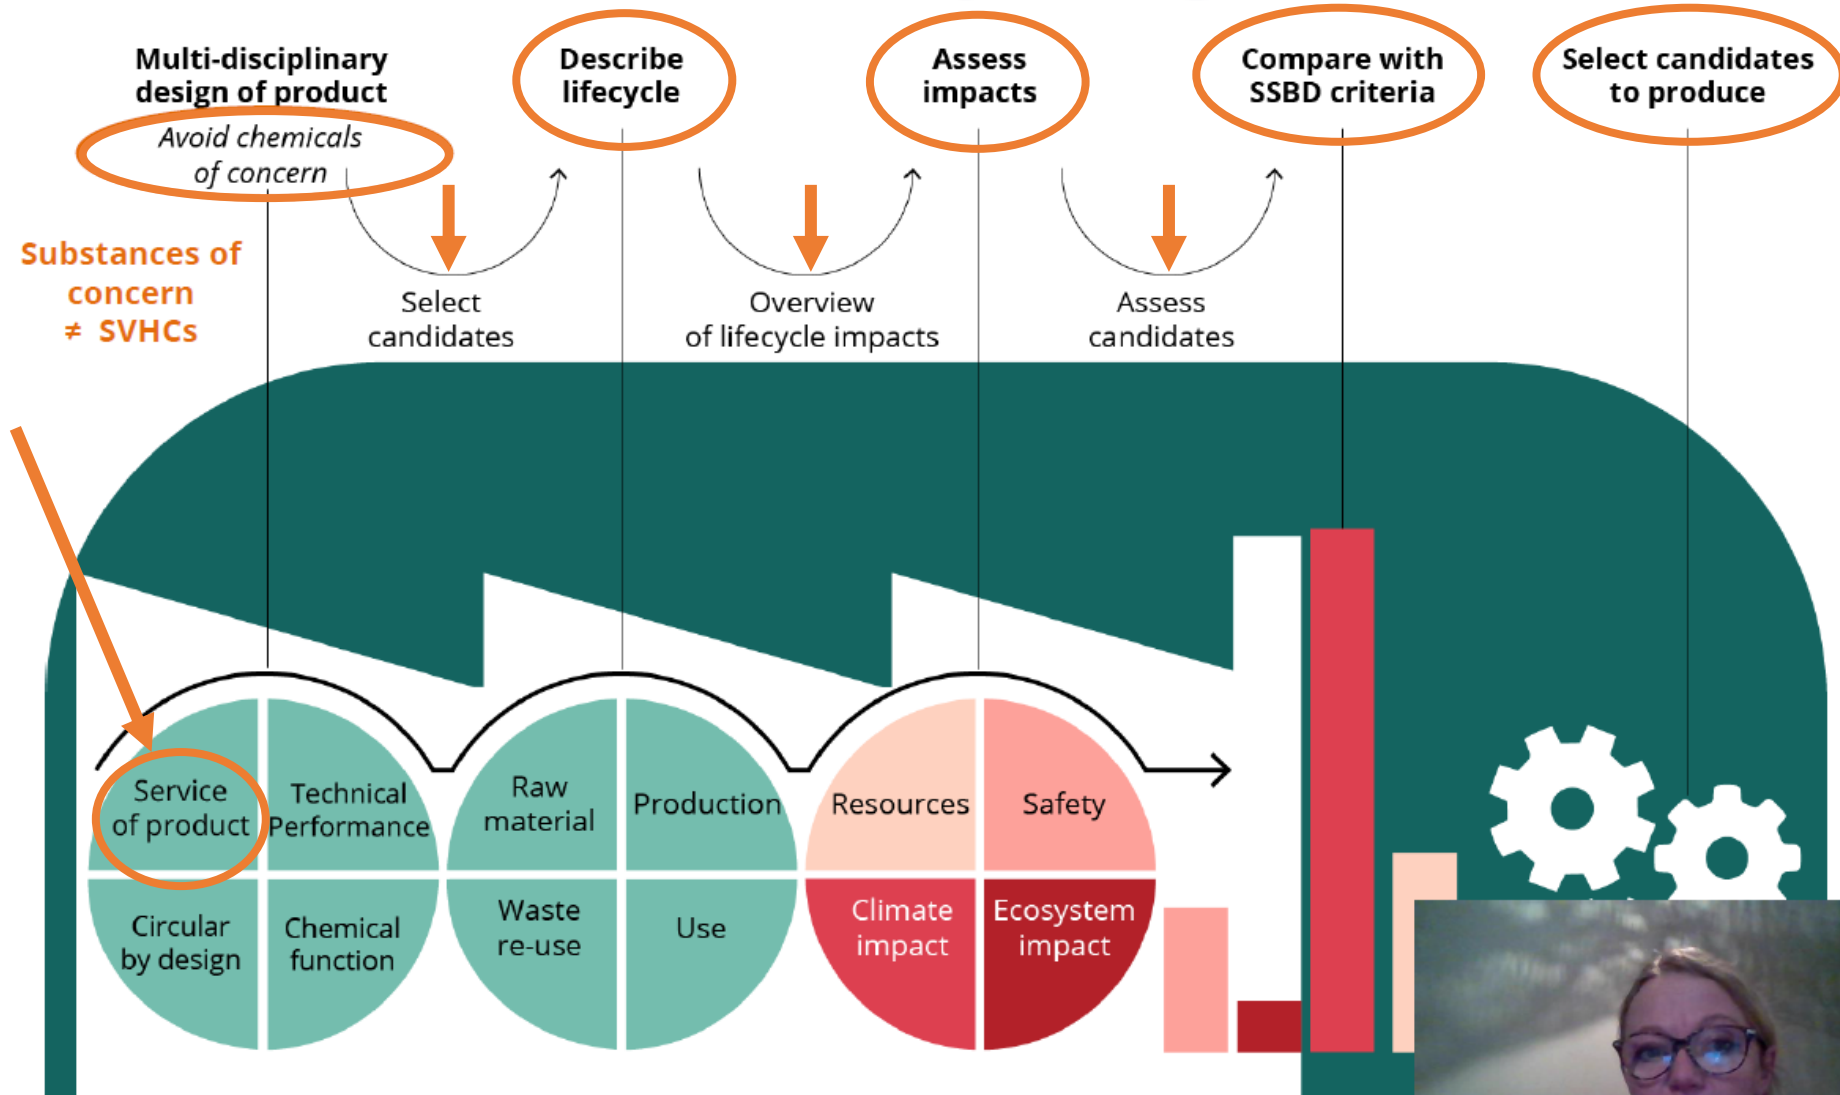 Multi-disciplinary
design of product
Avoid chemicals
of concern
Describe
lifecycle
Assess
impacts
Compare with
SSBD criteria
Select candidates
to produce
Substances of
concern
≠ SVHCs
Select
candidates
Overview
of lifecycle impacts
Assess
candidates
Service
of product
Technical
Performance
Circular
by design
Chemical
function
Raw
material
Production
Waste
re-use
Use
Resources
Safety
Climate
impact
Ecosystem
impact